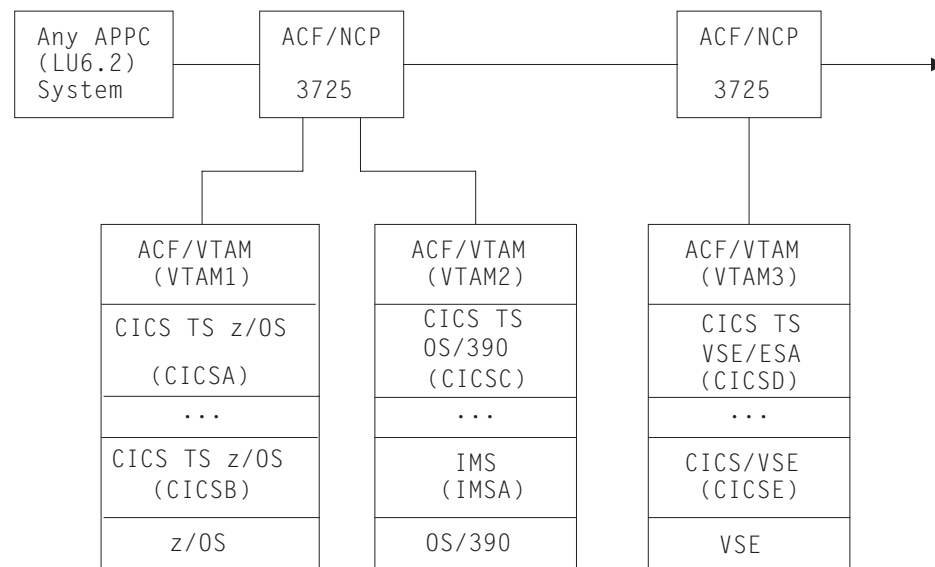 Any APPC
(LU6.2)
System
ACF/NCP
3725
ACF/NCP
3725
ACF/VTAM
(VTAM1)
CICS TS z/OS
(CICSA)
...
CICS TS z/OS
(CICSB)
z/OS
ACF/VTAM
(VTAM2)
CICS TS
OS/390
(CICSC)
...
IMS
(IMSA)
OS/390
ACF/VTAM
(VTAM3)
CICS TS
VSE/ESA
(CICSD)
...
CICS/VSE
(CICSE)
VSE